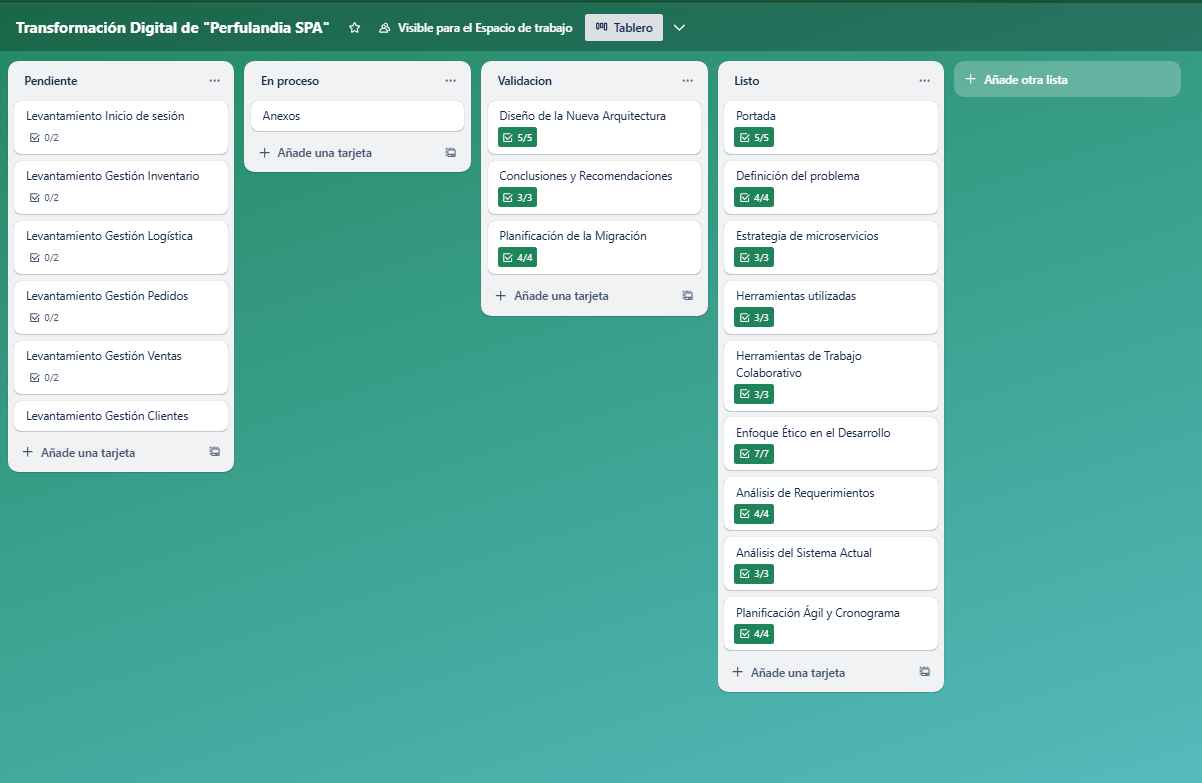 Transformación Digital de "Perfulandia SPA"
Visible para el Espacio de trabajo
Tablero
Pendiente
Levantamiento Inicio de sesión
0/2
Levantamiento Gestión Inventario
0/2
Levantamiento Gestión Logística
0/2
Levantamiento Gestión Pedidos
0/2
Levantamiento Gestión Ventas
0/2
Levantamiento Gestión Clientes
Añade una tarjeta
En proceso
Anexos
Añade una tarjeta
Validacion
Diseño de la Nueva Arquitectura
5/5
Conclusiones y Recomendaciones
3/3
Planificación de la Migración
4/4
Añade una tarjeta
Listo
Portada
5/5
Definición del problema
4/4
Estrategia de microservicios
3/3
Herramientas utilizadas
3/3
Herramientas de Trabajo
Colaborativo
3/3
Enfoque Ético en el Desarrollo
7/7
Análisis de Requerimientos
4/4
Análisis del Sistema Actual
3/3
Planificación Ágil y Cronograma
4/4
Añade una tarjeta
Añade otra lista